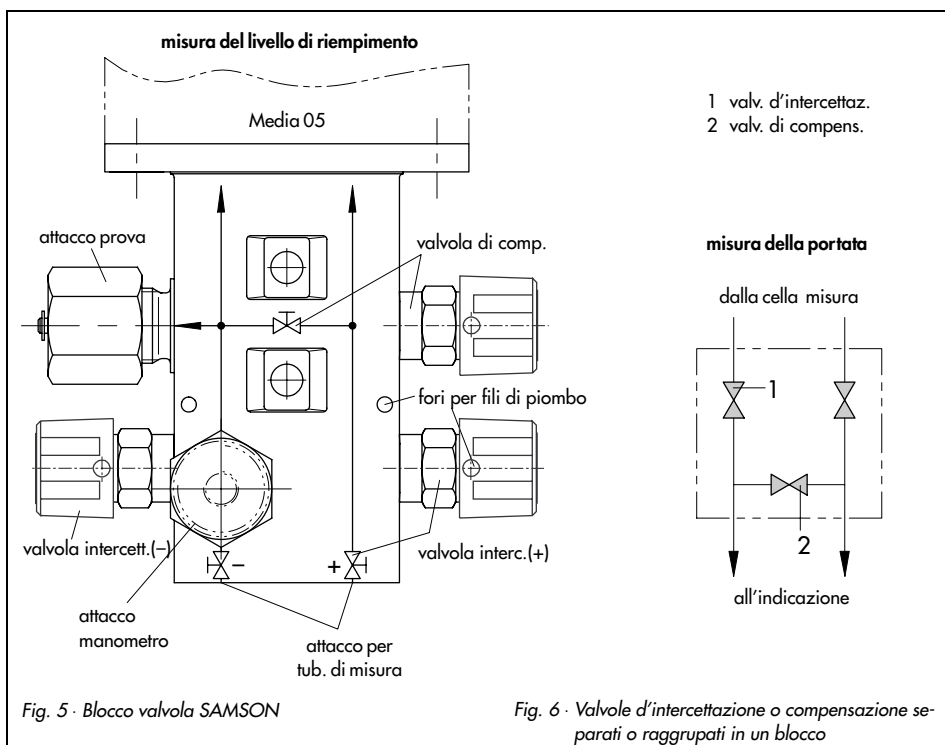 misura del livello di riempimento
Media 05
attacco prova
valvola di comp.
fori per fili di piombo
valvola intercett.(–)
valvola interc.(+)
–
+
attacco
manometro
attacco per
tub. di misura
Fig. 5 · Blocco valvola SAMSON
1 valv. d'intercettaz.
2 valv. di compens.
misura della portata
dalla cella misura
1
2
all'indicazione
Fig. 6 · Valvole d'intercettazione o compensazione se-
parati o raggrupati in un blocco